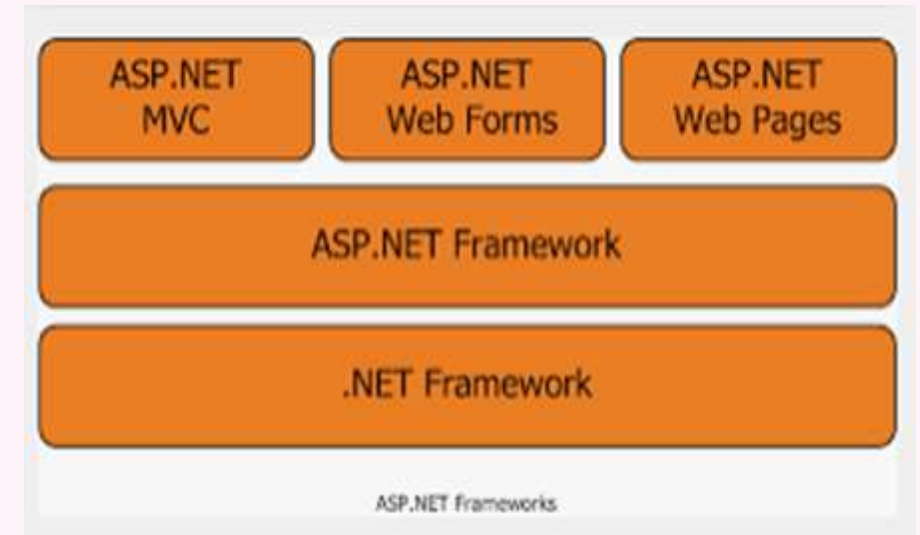 ASP.NET
MVC
ASP.NET
Web Forms
ASP.NET
Web Pages
ASP.NET Framework
.NET Framework
ASP.NET Frameworks